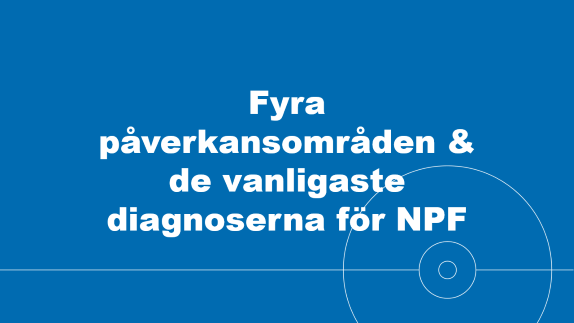 Fyra
påverkansområden &
de vanligaste
diagnoserna för NPF